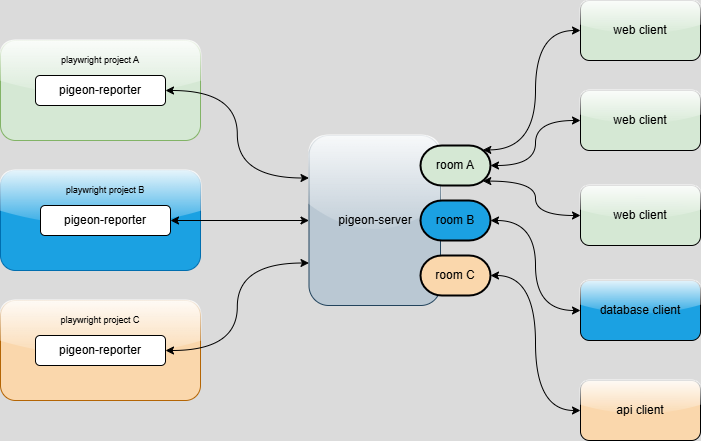 playwright project A
pigeon-reporter
playwright project B
pigeon-reporter
playwright project C
pigeon-reporter
pigeon-server
room A
room B
room C
web client
web client
web client
database client
api client